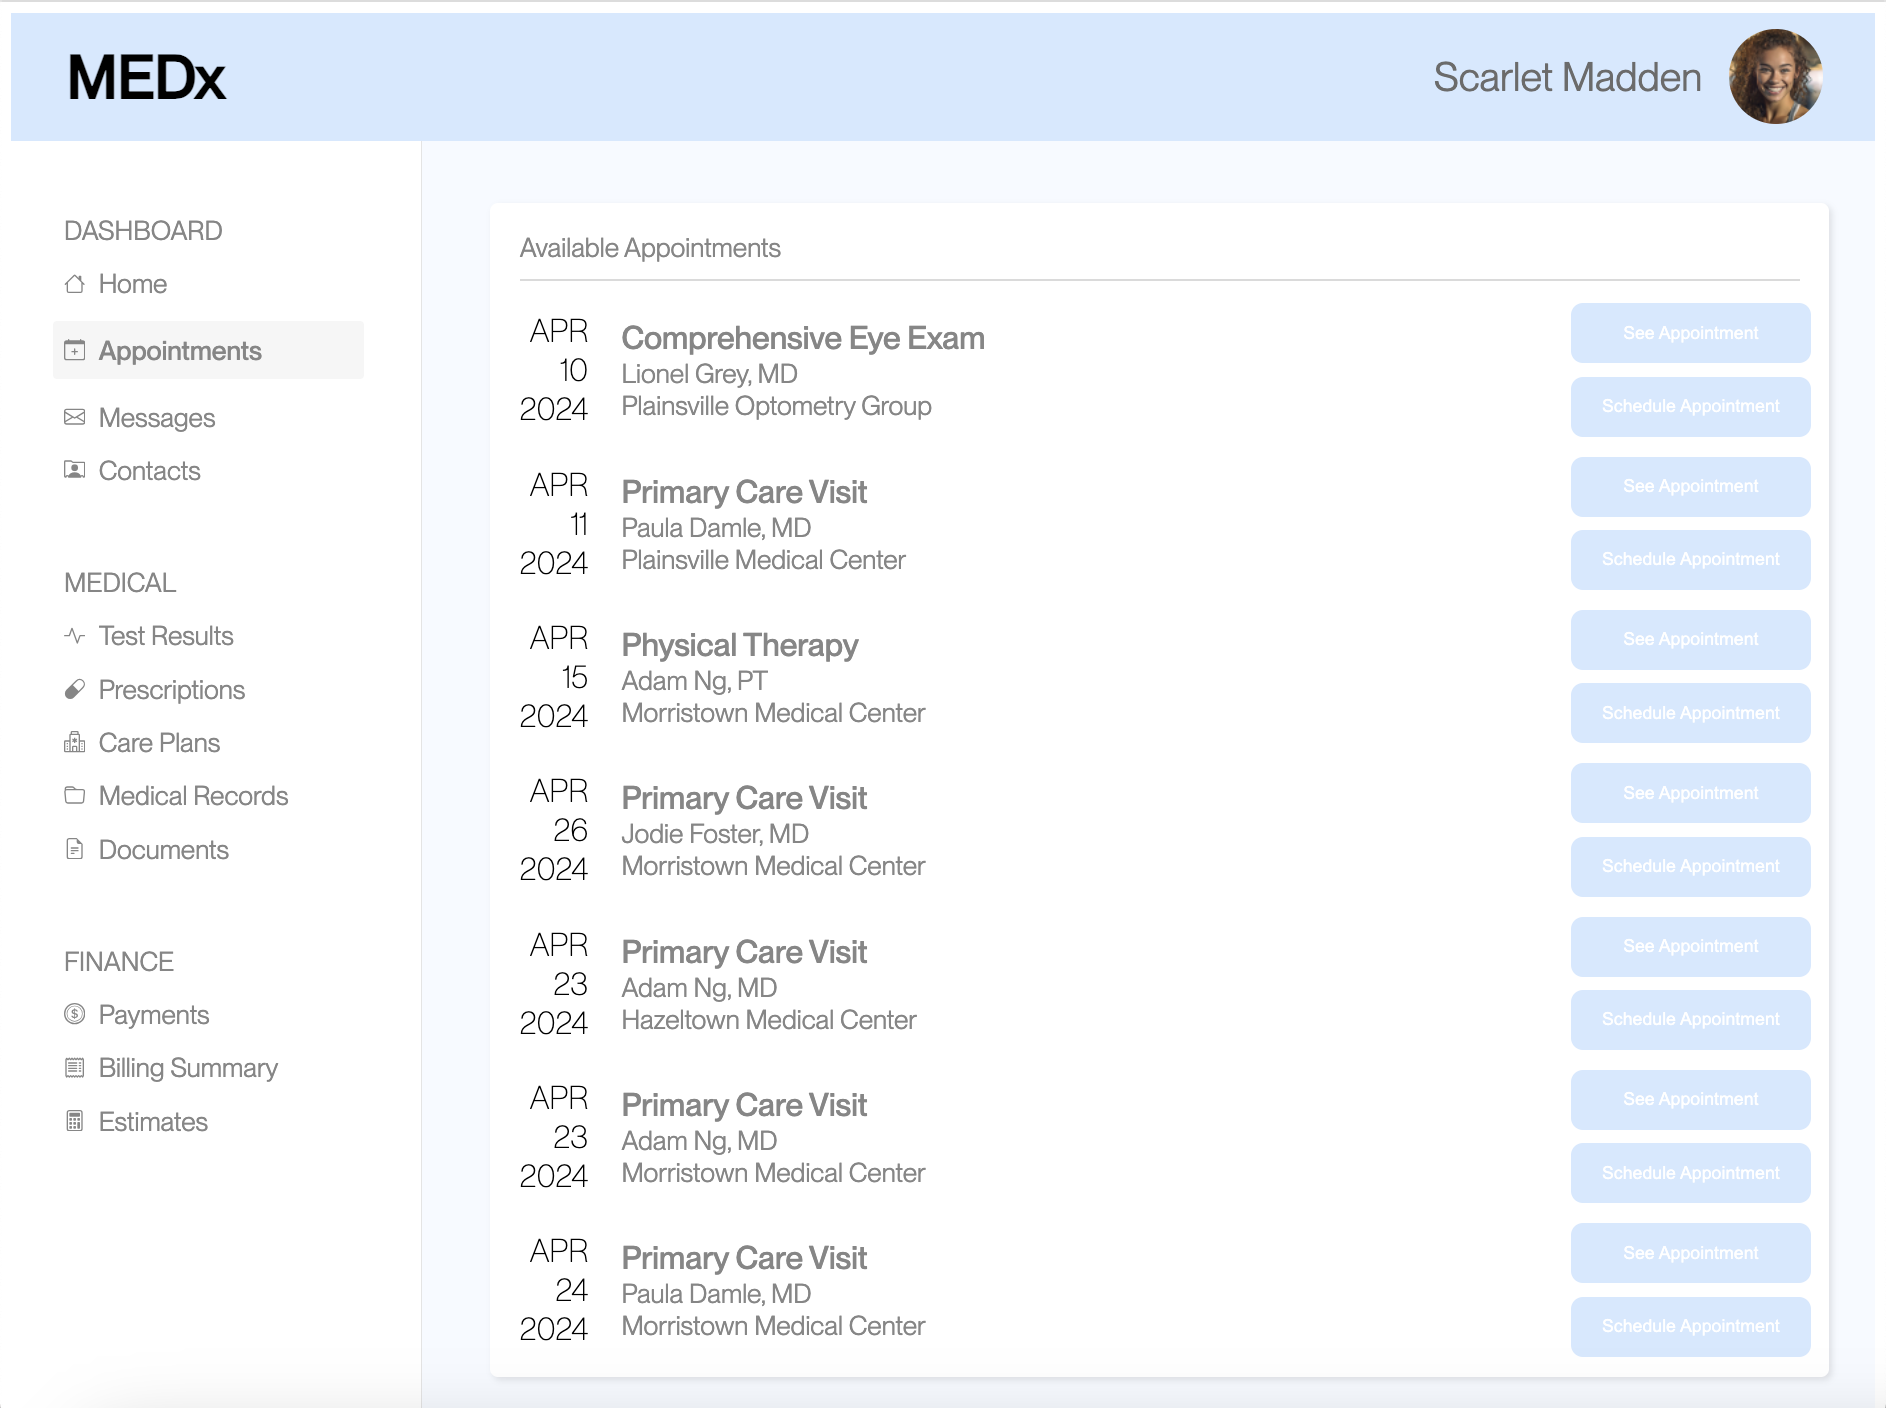 MEDx
Scarlet Madden
DASHBOARD
Home
Appointments
Messages
Contacts
MEDICAL
Test Results
Prescriptions
Care Plans
Medical Records
Documents
FINANCE
Payments
Billing Summary
Estimates
Available Appointments
APR
10
2024
Comprehensive Eye Exam
Lionel Grey, MD
Plainsville Optometry Group
See Appointment
Schedule Appointment
APR
11
2024
Primary Care Visit
Paula Damle, MD
Plainsville Medical Center
See Appointment
Schedule Appointment
APR
15
2024
Physical Therapy
Adam Ng, PT
Morristown Medical Center
See Appointment
Schedule Appointment
APR
26
2024
Primary Care Visit
Jodie Foster, MD
Morristown Medical Center
See Appointment
Schedule Appointment
APR
23
2024
Primary Care Visit
Adam Ng, MD
Hazeltown Medical Center
See Appointment
Schedule Appointment
APR
23
2024
Primary Care Visit
Adam Ng, MD
Morristown Medical Center
See Appointment
Schedule Appointment
APR
24
2024
Primary Care Visit
Paula Damle, MD
Morristown Medical Center
See Appointment
Schedule Appointment